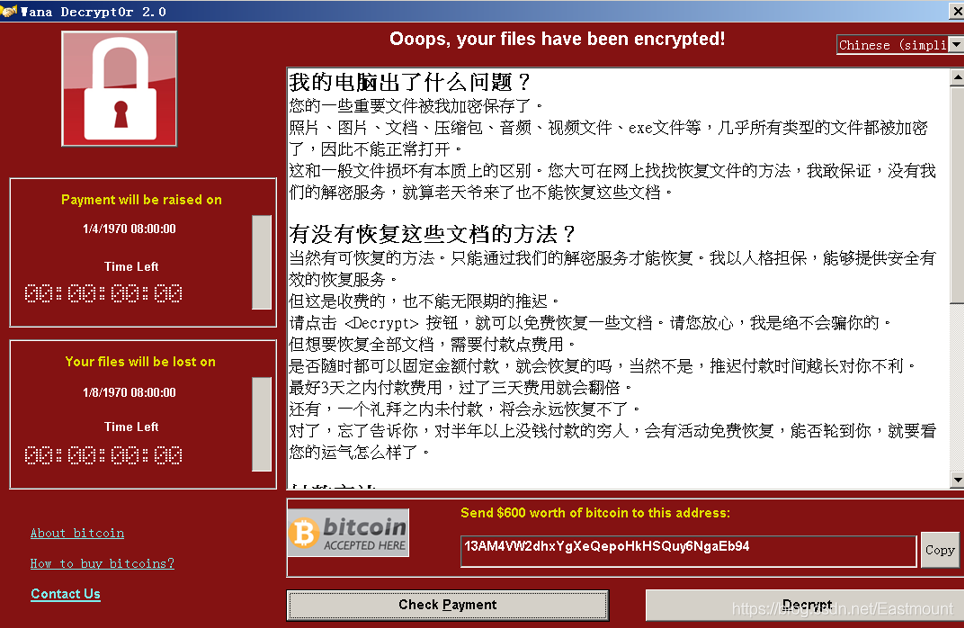 Wana Decrypt0r 2.0
Ooops, your files have been encrypted!
Chinese (simpli
Payment will be raised on
1/4/1970 08:00:00
Time Left
00:00:00:00
Your files will be lost on
1/8/1970 08:00:00
Time Left
00:00:00:00
About bitcoin
How to buy bitcoins?
Contact Us
我的电脑出了什么问题？
您的一些重要文件被我加密保存了。
照片、图片、文档、压缩包、音频、视频文件、exe文件等，几乎所有类型的文件都被加密
了，因此不能正常打开。
这和一般文件损坏有本质上的区别。您大可在网上找找恢复文件的方法，我敢保证，没有我
们的解密服务，就算老天爷来了也不能恢复这些文档。
有没有恢复这些文档的方法？
当然有可恢复的方法。只能通过我们的解密服务才能恢复。我以人格担保，能够提供安全有
效的恢复服务。
但这是收费的，也不能无限期的推迟。
请点击 <Decrypt> 按钮，就可以免费恢复一些文档。请您放心，我是绝不会骗你的。
但想要恢复全部文档，需要付款点费用。
是否随时都可以固定金额付款，就会恢复的吗，当然不是，推迟付款时间越长对你不利。
最好3天之内付款费用，过了三天费用就会翻倍。
还有，一个礼拜之内未付款，将会永远恢复不了。
对了，忘了告诉你，对半年以上没钱付款的穷人，会有活动免费恢复，能否轮到你，就要看
您的运气怎么样了。
bitcoin
ACCEPTED HERE
Send $600 worth of bitcoin to this address:
13AM4VW2dhxYgXeQepoHkHSQuy6NgaEb94
Copy
Check Payment
Decrypt
https://blog.csdn.net/Eastmount